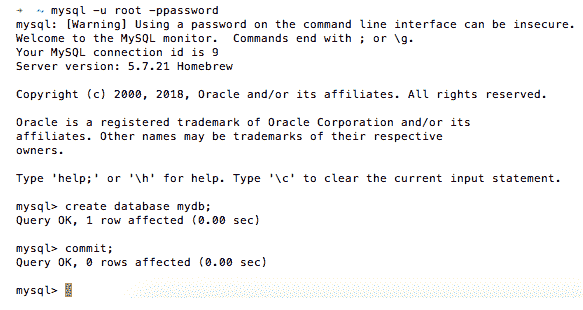 → ~ mysql -u root -ppassword
mysql: [Warning] Using a password on the command line interface can be insecure.
Welcome to the MySQL monitor.  Commands end with ; or \g.
Your MySQL connection id is 9
Server version: 5.7.21 Homebrew
Copyright (c) 2000, 2018, Oracle and/or its affiliates. All rights reserved.
Oracle is a registered trademark of Oracle Corporation and/or its
affiliates. Other names may be trademarks of their respective
owners.
Type 'help;' or '\h' for help. Type '\c' to clear the current input statement.
mysql> create database mydb;
Query OK, 1 row affected (0.00 sec)
mysql> commit;
Query OK, 0 rows affected (0.00 sec)
mysql>